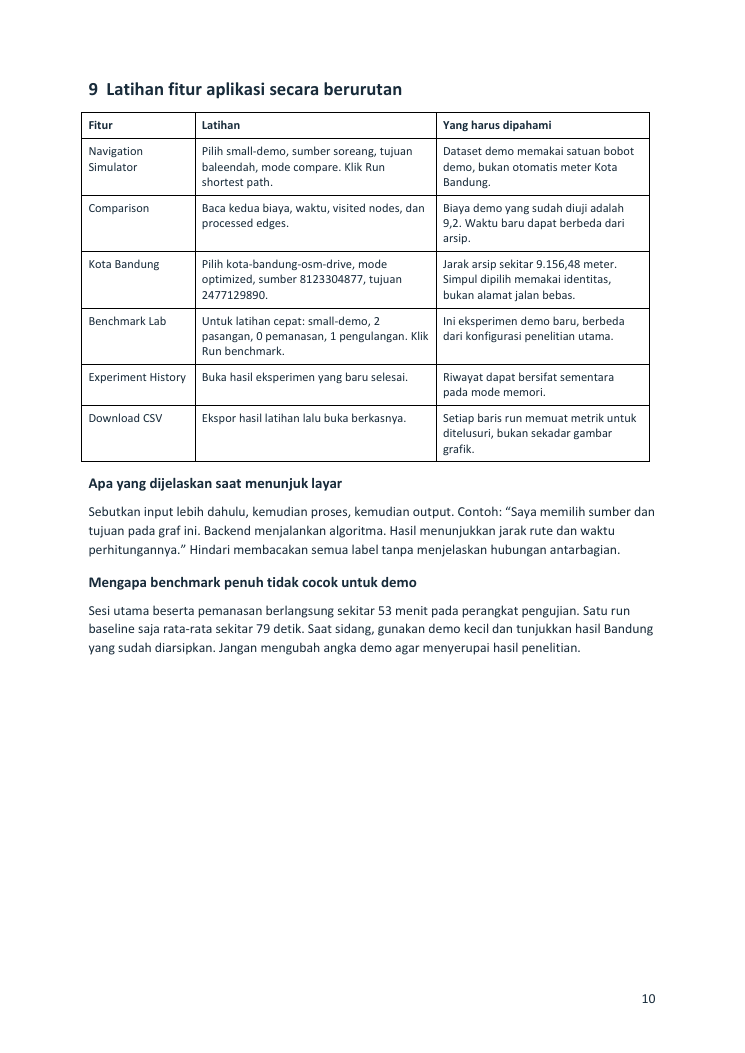 9 Latihan fitur aplikasi secara berurutan
Fitur
Latihan
Yang harus dipahami
Navigation
Simulator
Pilih small-demo, sumber soreang, tujuan
baleendah, mode compare. Klik Run
shortest path.
Dataset demo memakai satuan bobot
demo, bukan otomatis meter Kota
Bandung.
Comparison
Baca kedua biaya, waktu, visited nodes, dan
processed edges.
Biaya demo yang sudah diuji adalah
9,2. Waktu baru dapat berbeda dari
arsip.
Kota Bandung
Pilih kota-bandung-osm-drive, mode
optimized, sumber 8123304877, tujuan
2477129890.
Jarak arsip sekitar 9.156,48 meter.
Simpul dipilih memakai identitas,
bukan alamat jalan bebas.
Benchmark Lab
Untuk latihan cepat: small-demo, 2
pasangan, 0 pemanasan, 1 pengulangan. Klik
Run benchmark.
Ini eksperimen demo baru, berbeda
dari konfigurasi penelitian utama.
Experiment History
Buka hasil eksperimen yang baru selesai.
Riwayat dapat bersifat sementara
pada mode memori.
Download CSV
Ekspor hasil latihan lalu buka berkasnya.
Setiap baris run memuat metrik untuk
ditelusuri, bukan sekadar gambar
grafik.
Apa yang dijelaskan saat menunjuk layar
Sebutkan input lebih dahulu, kemudian proses, kemudian output. Contoh: “Saya memilih sumber dan
tujuan pada graf ini. Backend menjalankan algoritma. Hasil menunjukkan jarak rute dan waktu
perhitungannya.” Hindari membacakan semua label tanpa menjelaskan hubungan antarbagian.
Mengapa benchmark penuh tidak cocok untuk demo
Sesi utama beserta pemanasan berlangsung sekitar 53 menit pada perangkat pengujian. Satu run
baseline saja rata-rata sekitar 79 detik. Saat sidang, gunakan demo kecil dan tunjukkan hasil Bandung
yang sudah diarsipkan. Jangan mengubah angka demo agar menyerupai hasil penelitian.
10